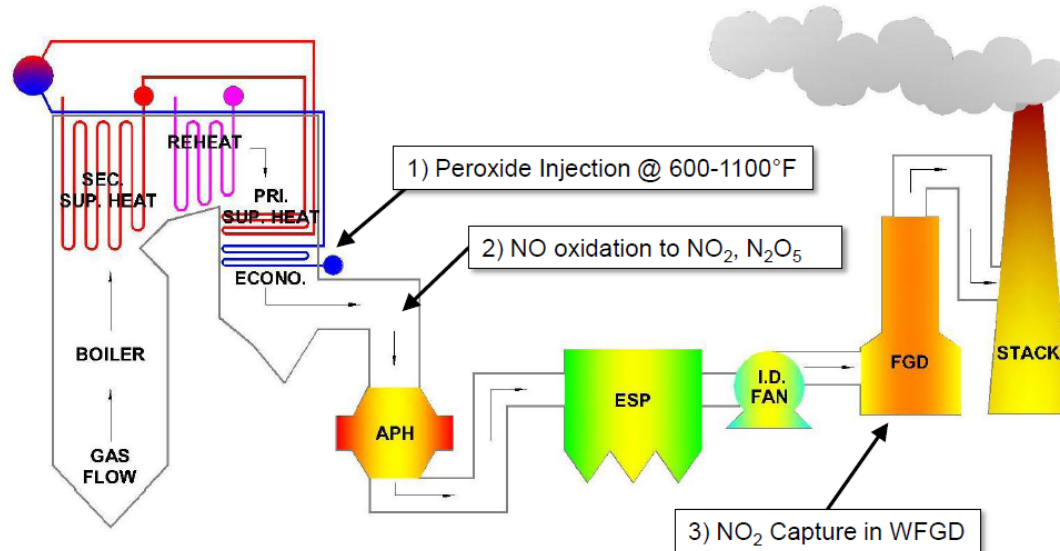 REHEAT
SEC.
SUP. HEAT
PRI.
SUP. HEAT
ECONO.
BOILER
GAS
FLOW
1) Peroxide Injection @ 600-1100°F
2) NO oxidation to NO₂, N₂O₅
APH
ESP
I.D.
FAN
FGD
STACK
3) NO₂ Capture in WFGD